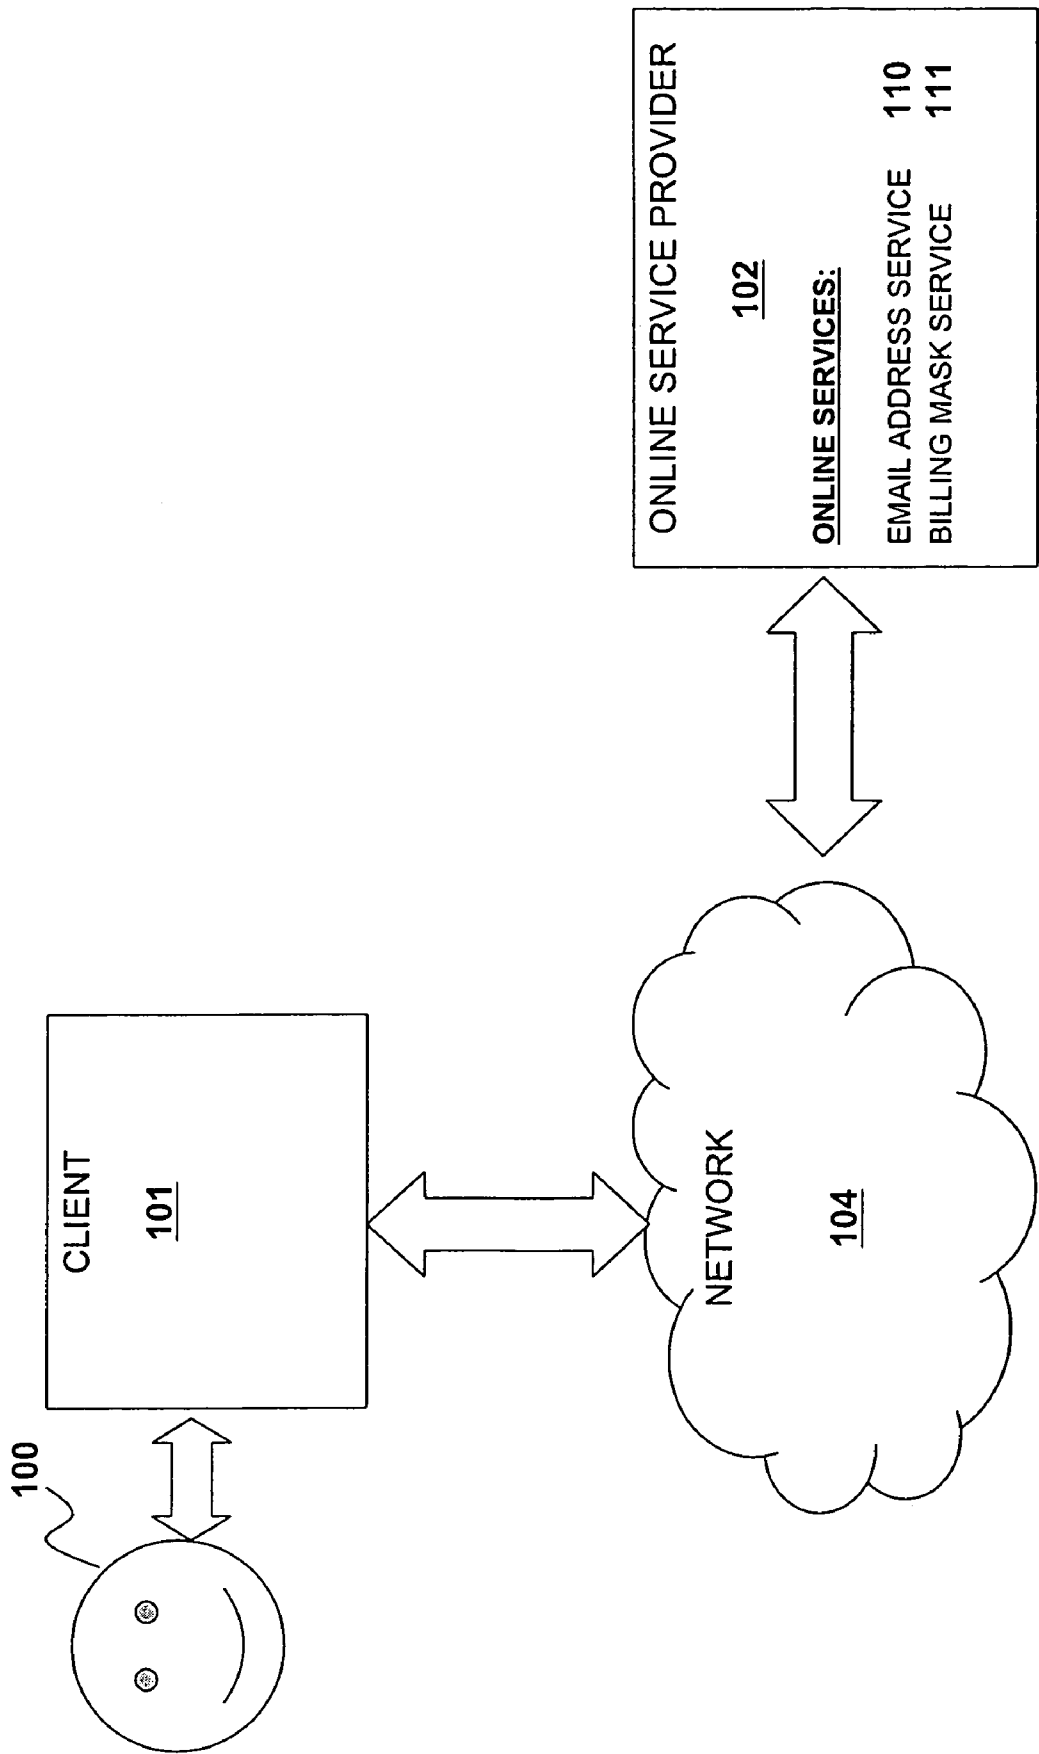 100
CLIENT
101
NETWORK
104
ONLINE SERVICE PROVIDER
102
ONLINE SERVICES:
EMAIL ADDRESS SERVICE 110
BILLING MASK SERVICE 111